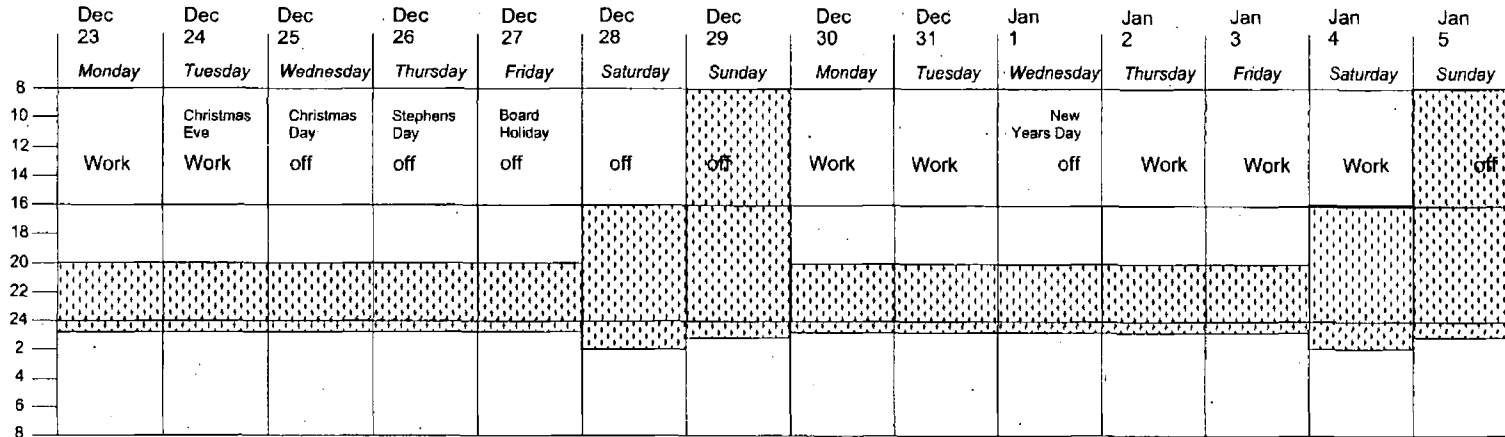 Dec Dec Dec Dec Dec Dec Dec Dec Dec Jan Jan Jan Jan Jan
23 24 25 26 27 28 29 30 31 1 2 3 4 5
Monday Tuesday Wednesday Thursday Friday Saturday Sunday Monday Tuesday Wednesday Thursday Friday Saturday Sunday
8
10 Christmas Christmas Stephens Board New
Eve Day Day Holiday Years Day
12
Work Work off off off off off Work Work off Work Work Work off
14
16
18
20
22
24
2
4
6
8